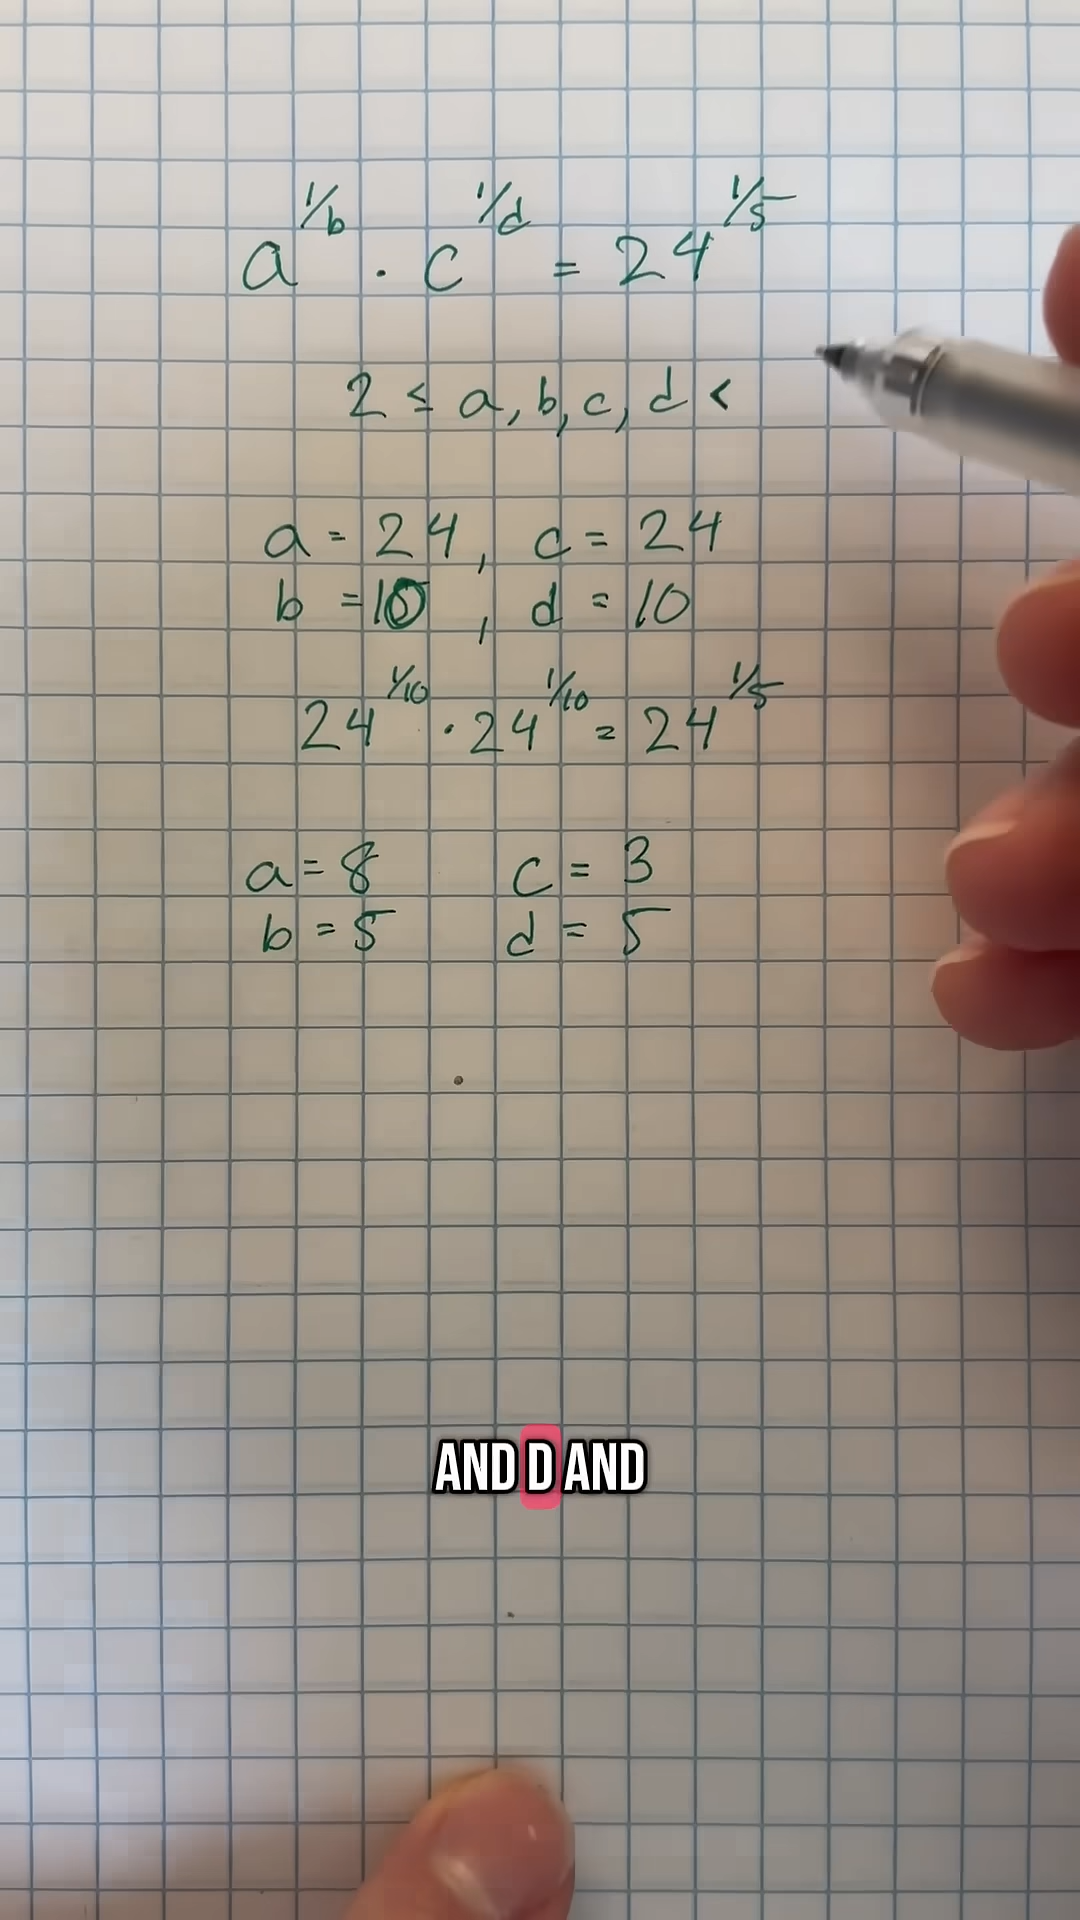 a^1/b · c^1/d = 24^1/5
2 ≤ a, b, c, d <
a = 24, c = 24
b = 10, d = 10
24^1/10 · 24^1/10 = 24^1/5
a = 8 c = 3
b = 5 d = 5
AND D AND